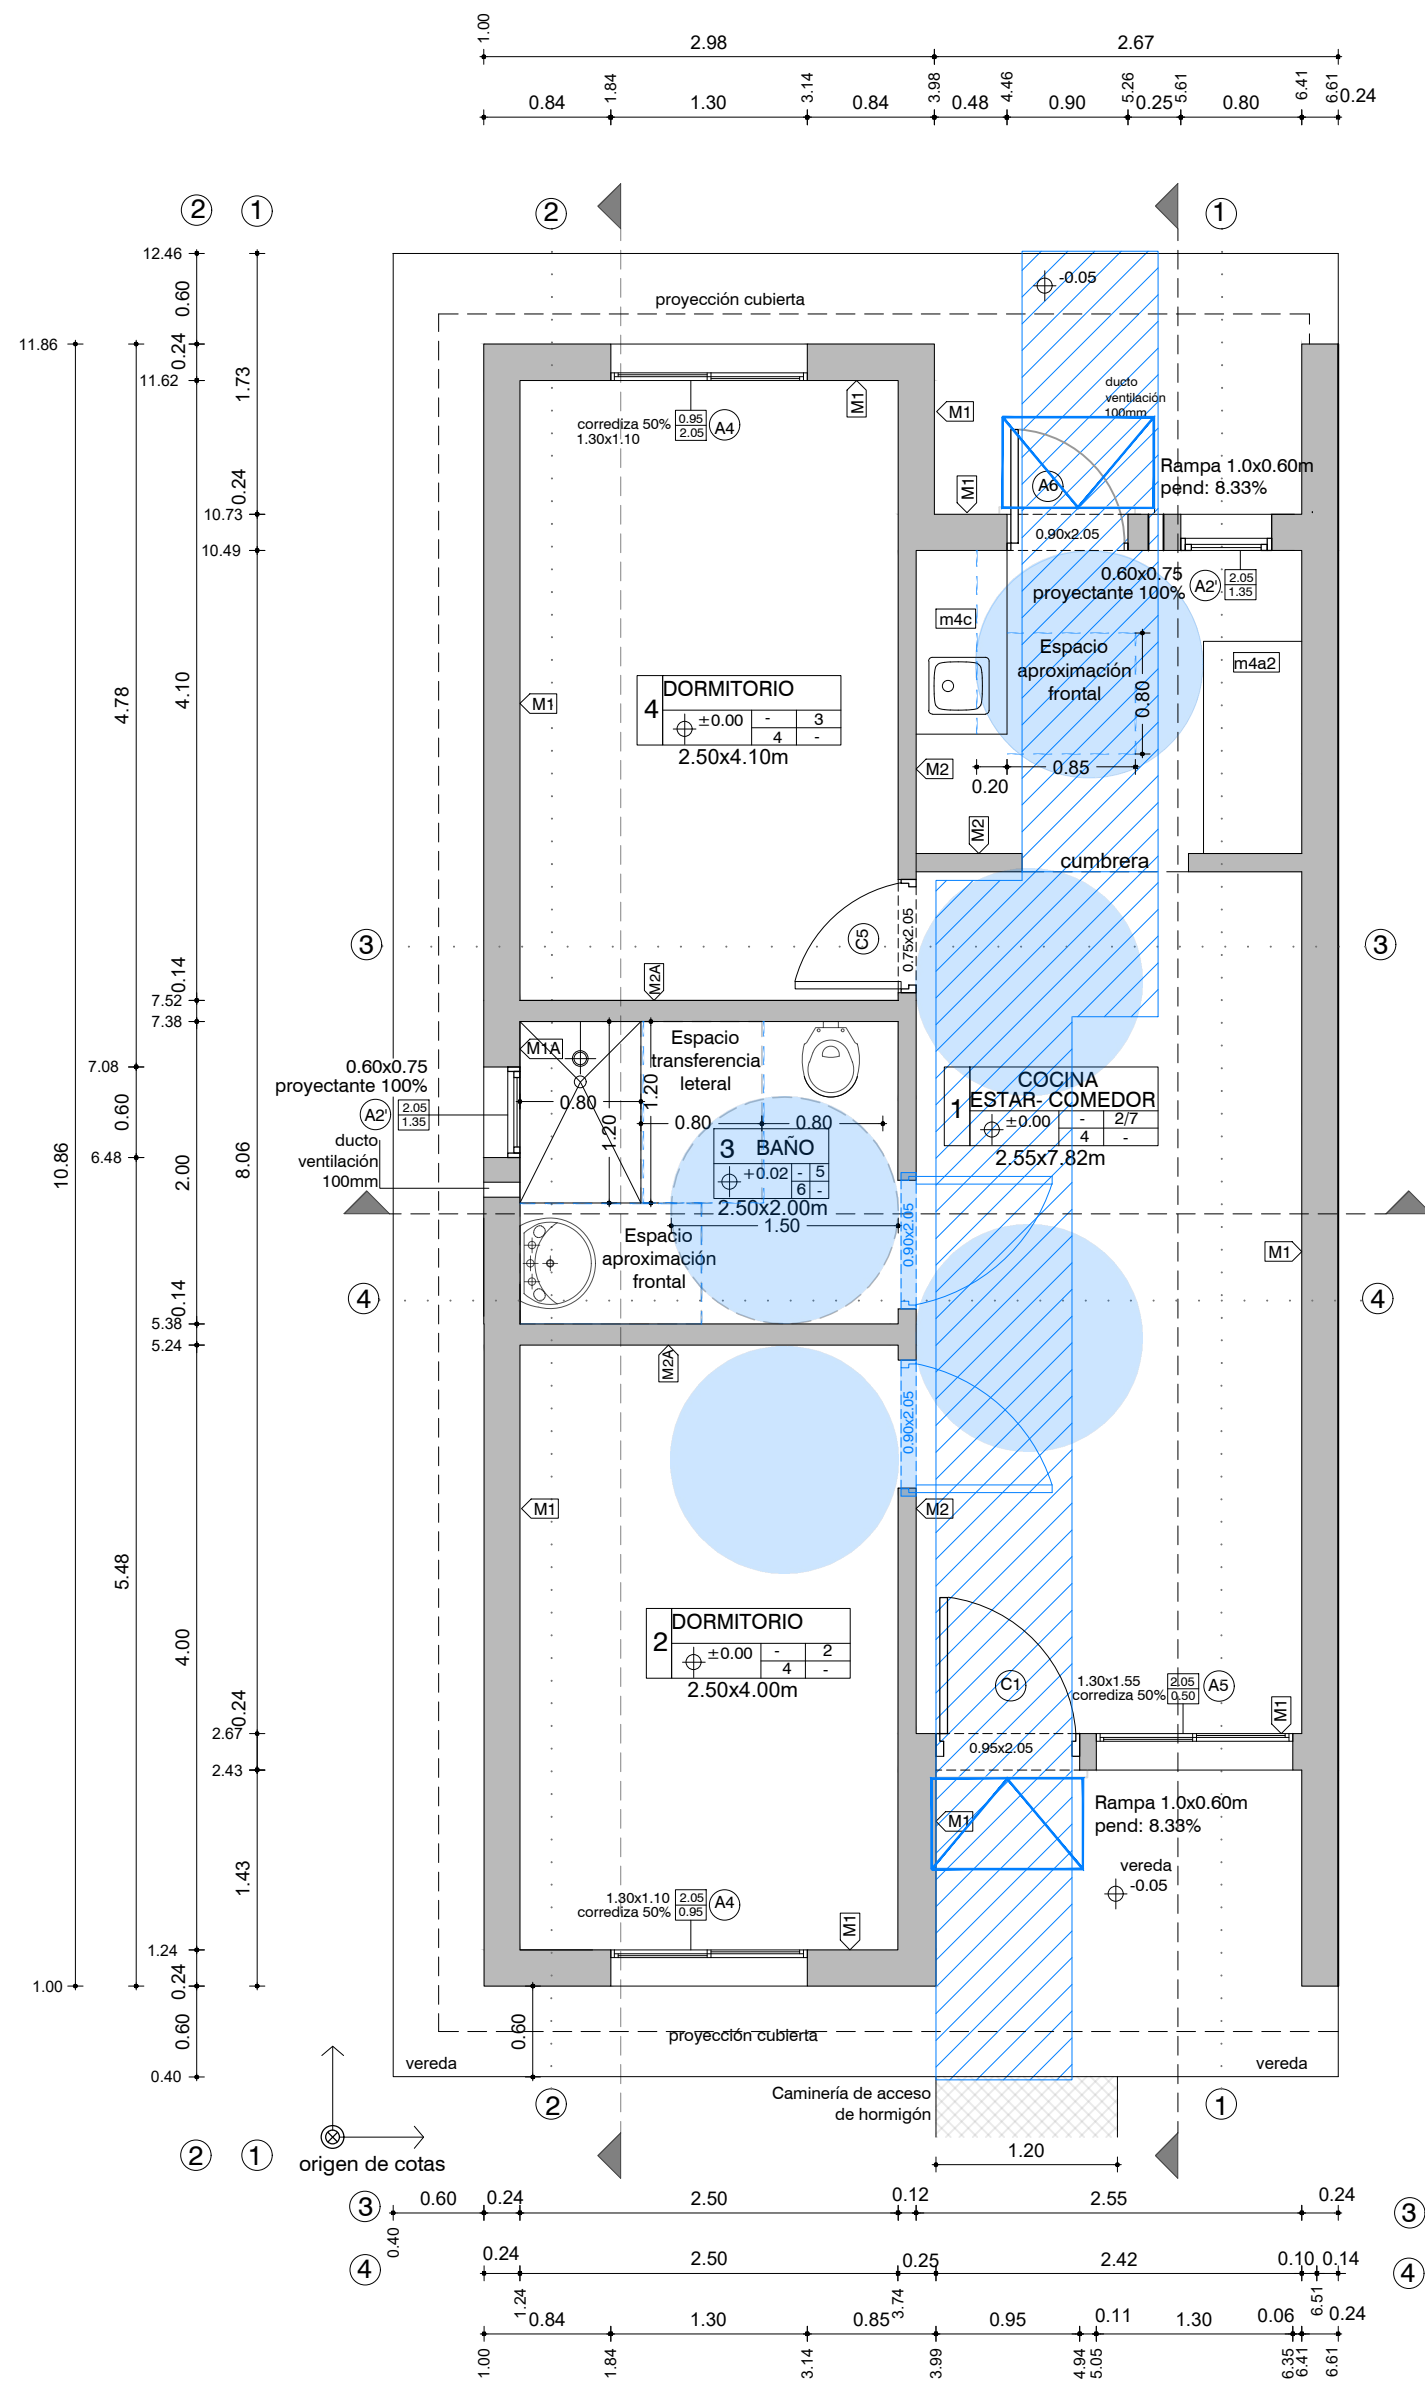 1.00
2.98
2.67
0.84
1.84
1.30
3.14
0.84
3.98
0.48
4.46
0.90
5.26
0.25
5.61
0.80
6.41
6.61
0.24
2
1
2
1
12.46
0.60
11.86
0.24
11.62
1.73
0.24
10.73
10.49
4.78
4.10
0.14
7.52
7.38
7.08
0.60
6.48
10.86
2.00
8.06
0.14
5.38
5.24
5.48
4.00
0.24
2.67
2.43
1.43
1.24
0.24
1.00
0.60
0.40
2
1
proyección cubierta
-0.05
corrediza 50%
1.30x1.10
0.95
2.05
A4
M1
M1
M1
ducto
ventilación
100mm
Rampa 1.0x0.60m
pend: 8.33%
A6
0.90x2.05
0.60x0.75
proyectante 100%
A2'
2.05
1.35
m4c
Espacio
aproximación
frontal
0.80
m4a2
4 DORMITORIO
±0.00 - 3
4 -
2.50x4.10m
M1
M2
0.20
0.85
M2
cumbrera
C5
0.75x2.05
3
3
M2A
M1A
Espacio
transferencia
leteral
1.20
0.80
1.20
0.80
0.80
0.60x0.75
proyectante 100%
A2'
2.05
1.35
ducto
ventilación
100mm
3 BAÑO
+0.02 - 5
6 -
2.50x2.00m
1.50
Espacio
aproximación
frontal
COCINA
1 ESTAR- COMEDOR
±0.00 - 2/7
4 -
2.55x7.82m
0.90x2.05
M1
4
4
M2A
0.90x2.05
M1
M2
2 DORMITORIO
±0.00 - 2
4 -
2.50x4.00m
C1
0.95x2.05
1.30x1.55
corrediza 50%
2.05
0.50
A5
M1
M1
Rampa 1.0x0.60m
pend: 8.33%
vereda
-0.05
1.30x1.10
corrediza 50%
2.05
0.95
A4
M1
0.60
proyección cubierta
vereda
vereda
Caminería de acceso
de hormigón
1.20
2
1
origen de cotas
3
0.40
0.60
0.24
2.50
0.12
2.55
0.24
3
4
0.24
1.24
2.50
3.74
0.25
2.42
0.10
6.51
0.14
4
1.00
0.84
1.84
1.30
3.14
0.85
3.99
0.95
4.94
0.11
5.05
1.30
6.35
0.06
6.41
6.61
0.24